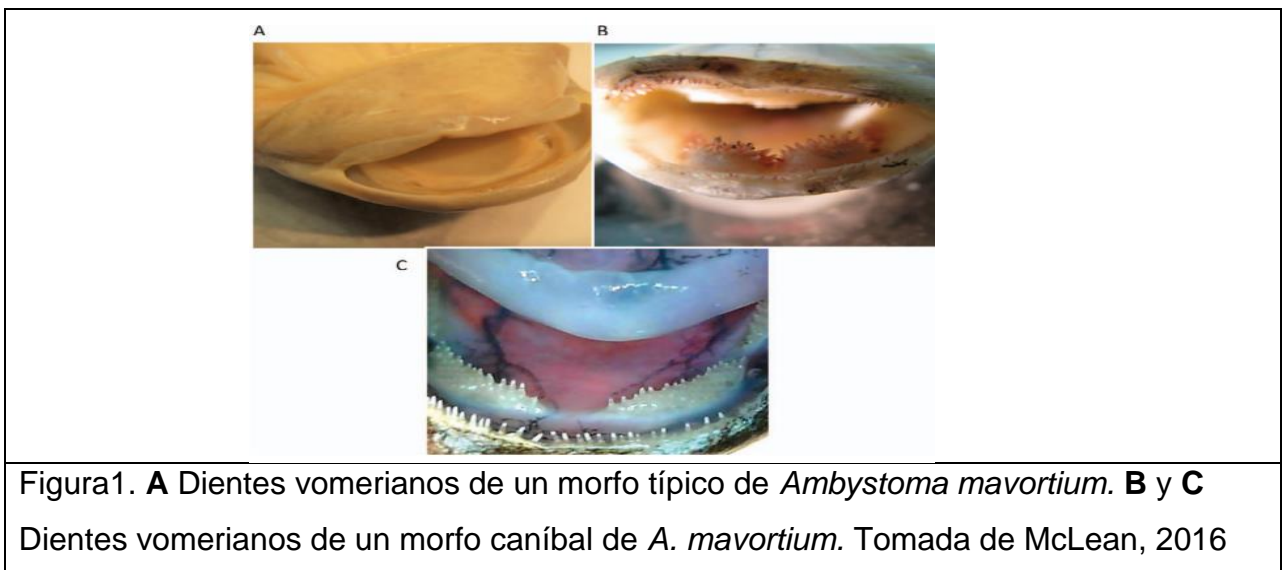 A
B
C
Figura1. A Dientes vomerianos de un morfo típico de Ambystoma mavortium. B y C
Dientes vomerianos de un morfo caníbal de A. mavortium. Tomada de McLean, 2016